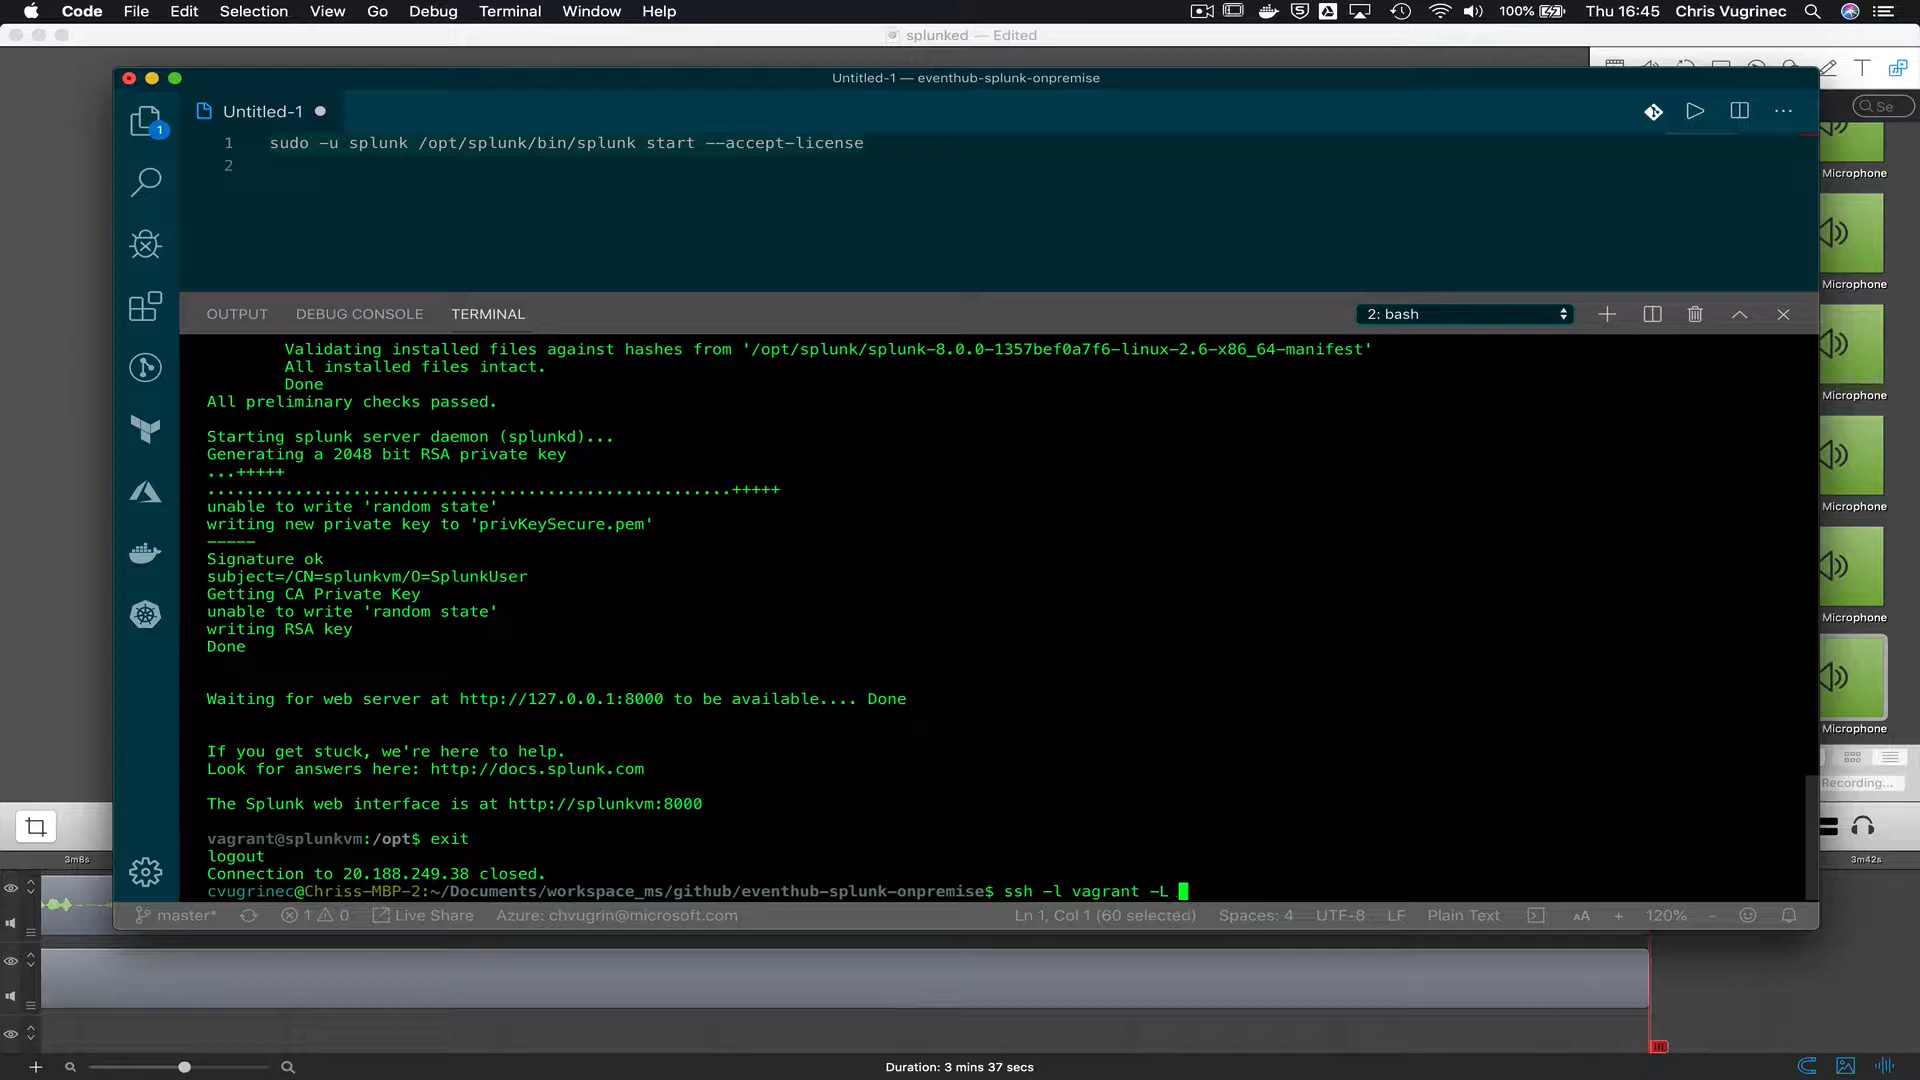 Code File Edit Selection View Go Debug Terminal Window Help 100% Thu 16:45 Chris Vugrinec
splunked — Edited
Untitled-1 — eventhub-splunk-onpremise
Se
1 Untitled-1
1 sudo -u splunk /opt/splunk/bin/splunk start --accept-license
2
Microphone
Microphone
OUTPUT DEBUG CONSOLE TERMINAL 2: bash
Validating installed files against hashes from '/opt/splunk/splunk-8.0.0-1357bef0a7f6-linux-2.6-x86_64-manifest'
All installed files intact.
Done
Microphone
All preliminary checks passed.
Starting splunk server daemon (splunkd)...
Generating a 2048 bit RSA private key
...+++++
......................................................+++++
unable to write 'random state'
Microphone
writing new private key to 'privKeySecure.pem'
-----
Signature ok
subject=/CN=splunkvm/O=SplunkUser
Getting CA Private Key
unable to write 'random state'
Microphone
writing RSA key
Done
Waiting for web server at http://127.0.0.1:8000 to be available.... Done
Microphone
If you get stuck, we're here to help.
Look for answers here: http://docs.splunk.com
Recording...
The Splunk web interface is at http://splunkvm:8000
vagrant@splunkvm:/opt$ exit
logout
3m8s 3m42s
Connection to 20.188.249.38 closed.
cvugrinec@Chriss-MBP-2:~/Documents/workspace_ms/github/eventhub-splunk-onpremise$ ssh -l vagrant -L
master* 1 0 Live Share Azure: chvugrin@microsoft.com Ln 1, Col 1 (60 selected) Spaces: 4 UTF-8 LF Plain Text AA + 120% -
Duration: 3 mins 37 secs